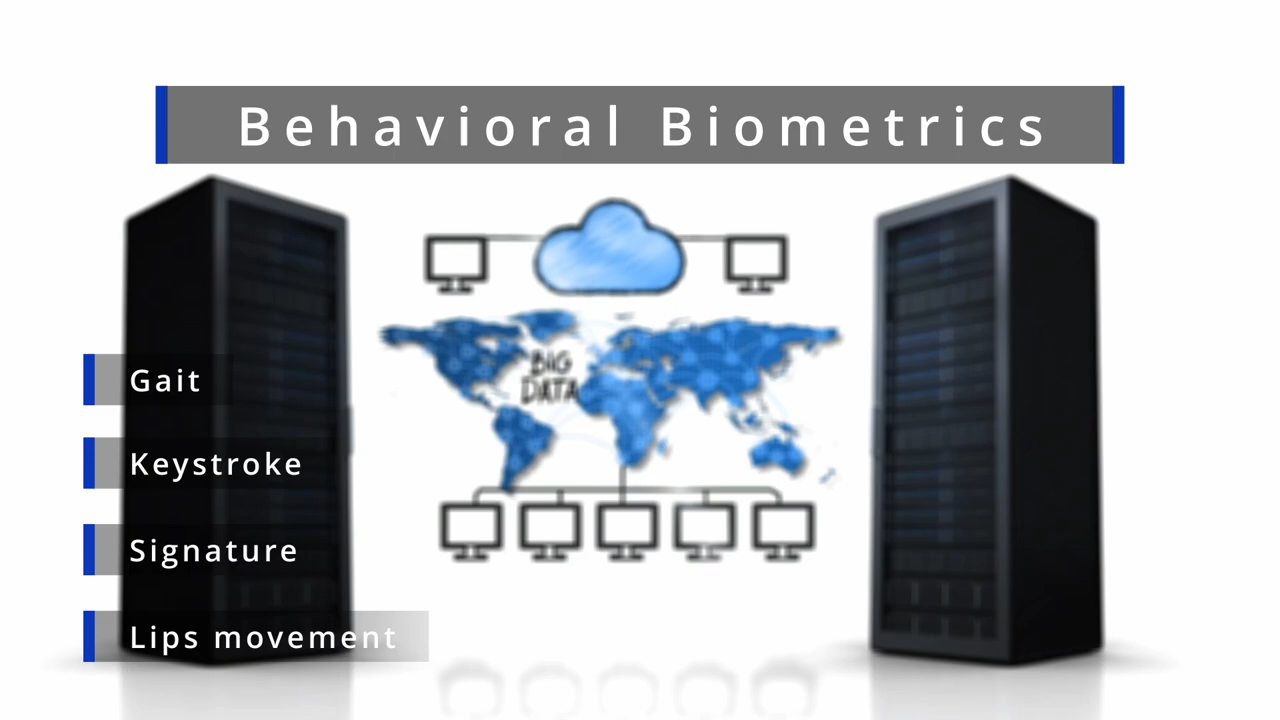 Behavioral Biometrics
BIG
DATA
Gait
Keystroke
Signature
Lips movement